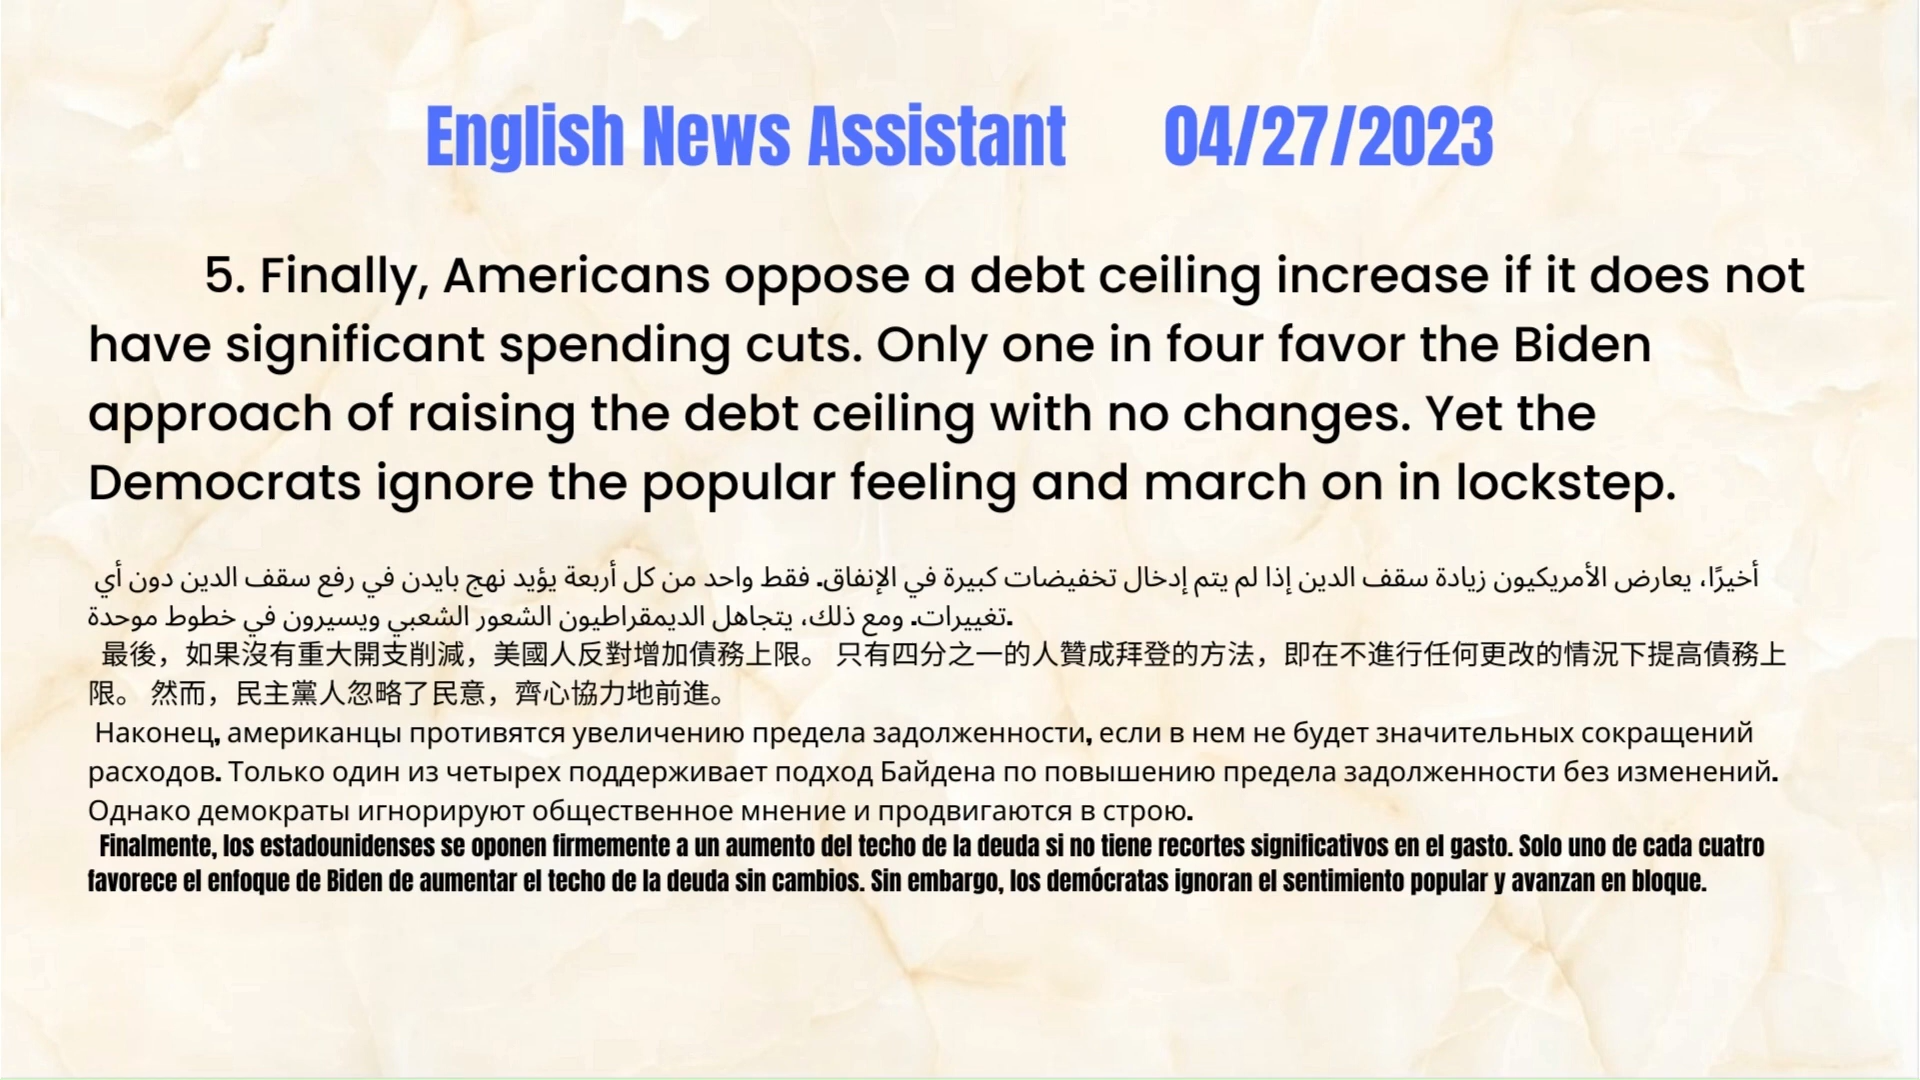 English News Assistant 04/27/2023
5. Finally, Americans oppose a debt ceiling increase if it does not
have significant spending cuts. Only one in four favor the Biden
approach of raising the debt ceiling with no changes. Yet the
Democrats ignore the popular feeling and march on in lockstep.
أخيرًا، يعارض الأمريكيون زيادة سقف الدين إذا لم يتم إدخال تخفيضات كبيرة في الإنفاق. فقط واحد من كل أربعة يؤيد نهج بايدن في رفع سقف الدين دون أي
تغييرات. ومع ذلك، يتجاهل الديمقراطيون الشعور الشعبي ويسيرون في خطوط موحدة.
最後，如果沒有重大開支削減，美國人反對增加債務上限。 只有四分之一的人贊成拜登的方法，即在不進行任何更改的情況下提高債務上
限。 然而，民主黨人忽略了民意，齊心協力地前進。
Наконец, американцы противятся увеличению предела задолженности, если в нем не будет значительных сокращений
расходов. Только один из четырех поддерживает подход Байдена по повышению предела задолженности без изменений.
Однако демократы игнорируют общественное мнение и продвигаются в строю.
Finalmente, los estadounidenses se oponen firmemente a un aumento del techo de la deuda si no tiene recortes significativos en el gasto. Solo uno de cada cuatro
favorece el enfoque de Biden de aumentar el techo de la deuda sin cambios. Sin embargo, los demócratas ignoran el sentimiento popular y avanzan en bloque.